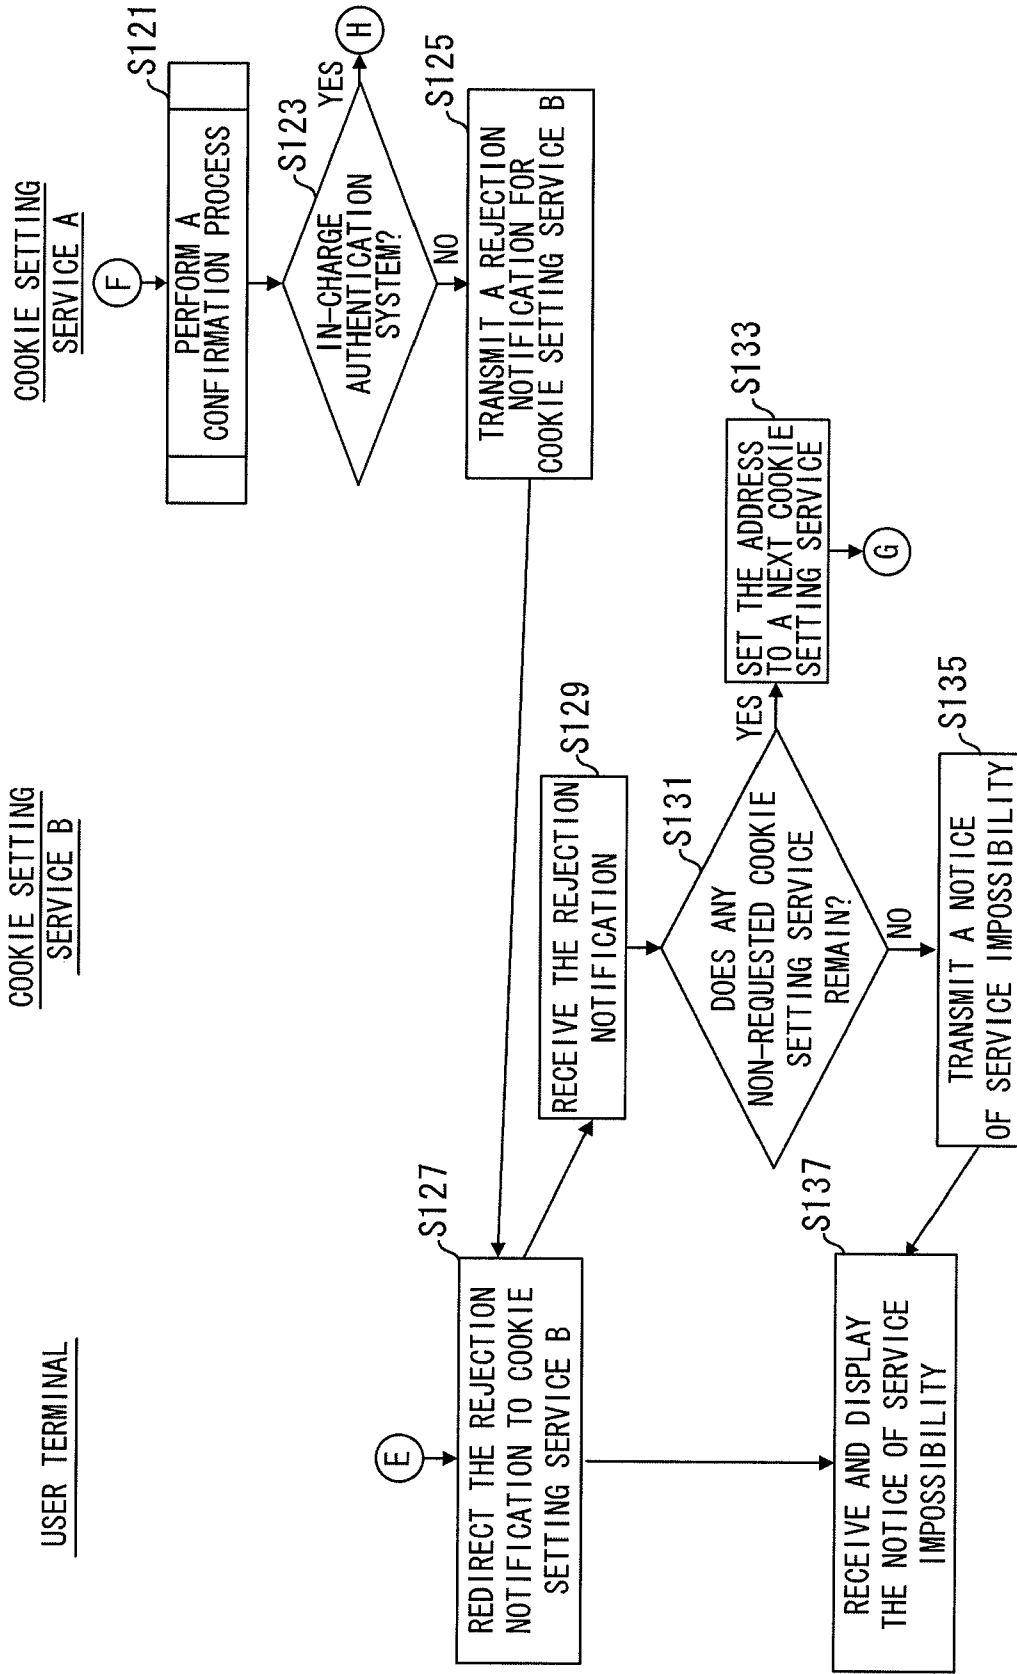 USER TERMINAL
COOKIE SETTING
SERVICE B
COOKIE SETTING
SERVICE A
F
S121
PERFORM A
CONFIRMATION PROCESS
S123
IN-CHARGE
AUTHENTICATION
SYSTEM?
YES
H
NO
S125
TRANSMIT A REJECTION
NOTIFICATION FOR
COOKIE SETTING SERVICE B
E
S127
REDIRECT THE REJECTION
NOTIFICATION TO COOKIE
SETTING SERVICE B
S129
RECEIVE THE REJECTION
NOTIFICATION
S131
DOES ANY
NON-REQUESTED COOKIE
SETTING SERVICE
REMAIN?
YES
S133
SET THE ADDRESS
TO A NEXT COOKIE
SETTING SERVICE
G
NO
S135
TRANSMIT A NOTICE
OF SERVICE IMPOSSIBILITY
S137
RECEIVE AND DISPLAY
THE NOTICE OF SERVICE
IMPOSSIBILITY